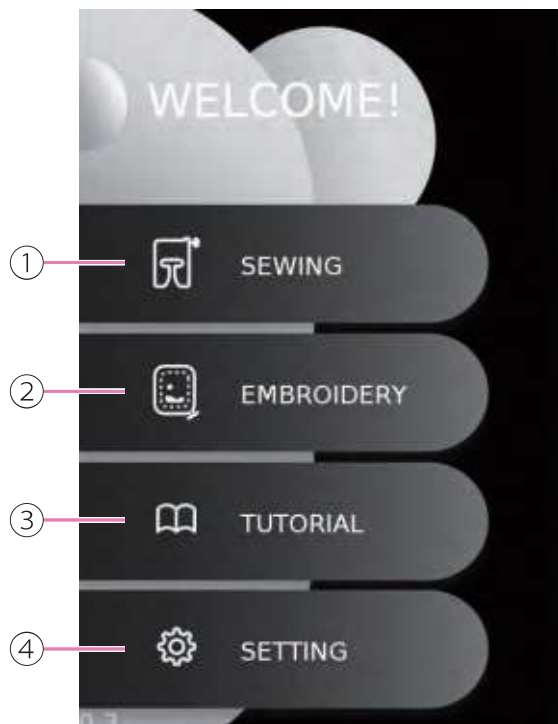 WELCOME!
① SEWING
② EMBROIDERY
③ TUTORIAL
④ SETTING